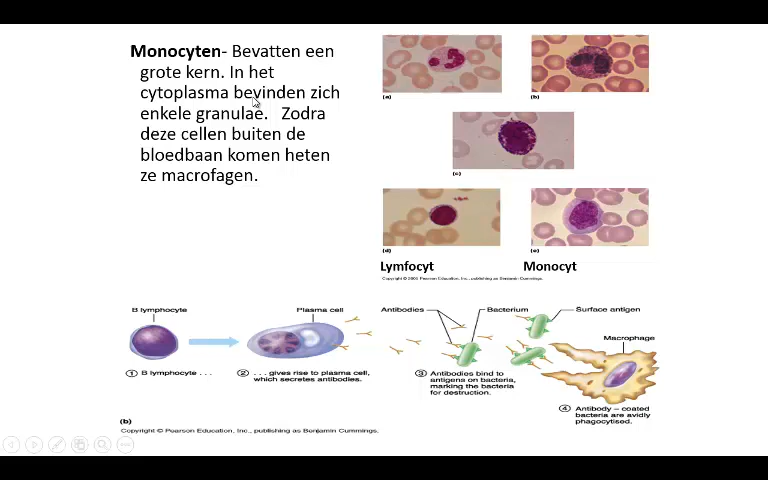 Monocyten- Bevatten een
grote kern. In het
cytoplasma bevinden zich
enkele granulae. Zodra
deze cellen buiten de
bloedbaan komen heten
ze macrofagen.
(a)
(b)
(c)
(d)
(e)
Lymfocyt
Monocyt
Copyright © 2005 Pearson Education, Inc., publishing as Benjamin Cummings.
B lymphocyte
Plasma cell
Antibodies
Bacterium
Surface antigen
Macrophage
1 B lymphocyte . . .
2 . . . gives rise to plasma cell,
which secretes antibodies.
3 Antibodies bind to
antigens on bacteria,
marking the bacteria
for destruction.
4 Antibody – coated
bacteria are avidly
phagocytised.
(b)
Copyright © Pearson Education, Inc., publishing as Benjamin Cummings.